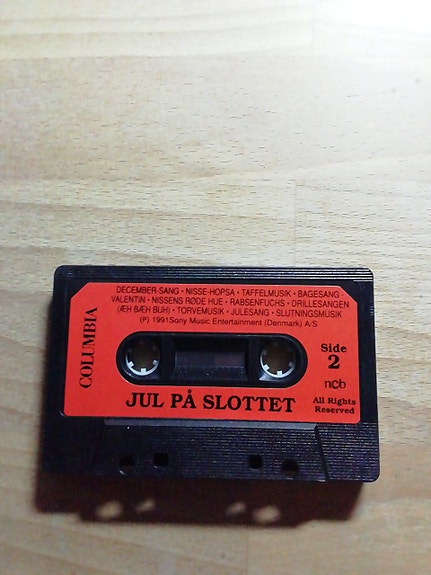 DECEMBER-SANG • NISSE-HOPSA • TAFFELMUSIK • BAGESANG
VALENTIN • NISSENS RØDE HUE • RABSENFUCHS • DRILLESANGEN
(ÆH BÆH BUH) • TORVEMUSIK • JULESANG • SLUTNINGSMUSIK
(P) 1991Sony Music Entertainment (Denmark) A/S
COLUMBIA
Side
2
ncb
JUL PÅ SLOTTET
All Rights
Reserved